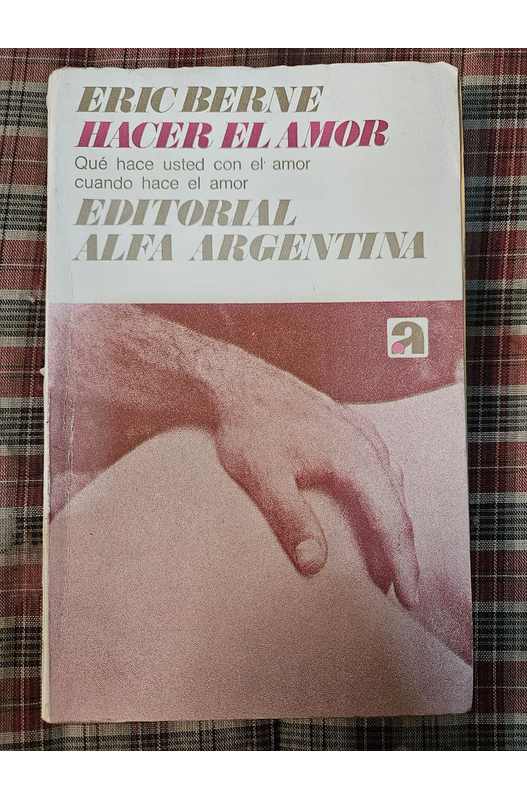 ERIC BERNE
HACER EL AMOR
Qué hace usted con el amor
cuando hace el amor
EDITORIAL
ALFA ARGENTINA
a